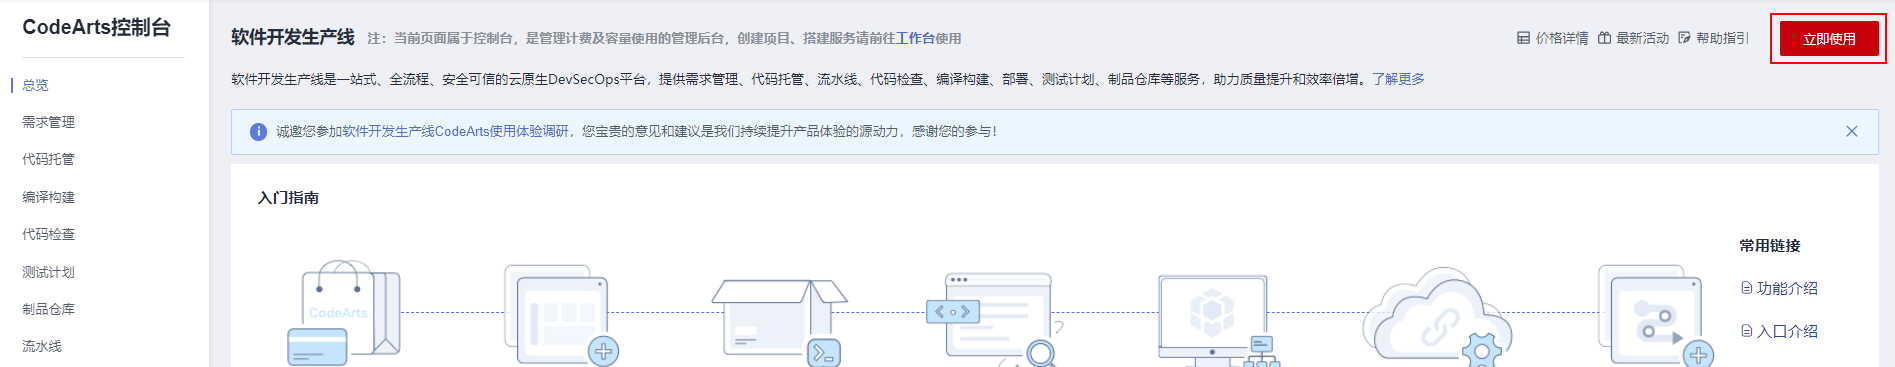 CodeArts控制台
总览
需求管理
代码托管
编译构建
代码检查
测试计划
制品仓库
流水线
软件开发生产线 注：当前页面属于控制台，是管理计费及容量使用的管理后台，创建项目、搭建服务请前往工作台使用
价格详情 最新活动 帮助指引 立即使用
软件开发生产线是一站式、全流程、安全可信的云原生DevSecOps平台，提供需求管理、代码托管、流水线、代码检查、编译构建、部署、测试计划、制品仓库等服务，助力质量提升和效率倍增。了解更多
诚邀您参加软件开发生产线CodeArts使用体验调研，您宝贵的意见和建议是我们持续提升产品体验的源动力，感谢您的参与！
入门指南
CodeArts
常用链接
功能介绍
入口介绍